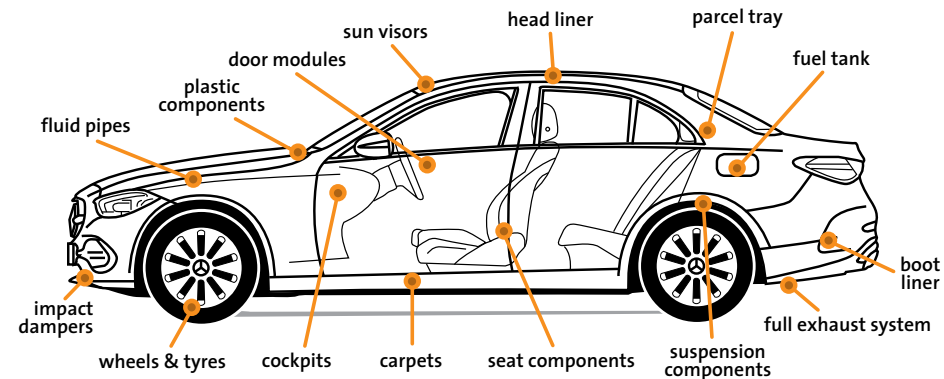 head liner
parcel tray
sun visors
door modules
fuel tank
plastic
components
fluid pipes
boot
liner
impact
dampers
full exhaust system
wheels & tyres
cockpits
carpets
seat components
suspension
components